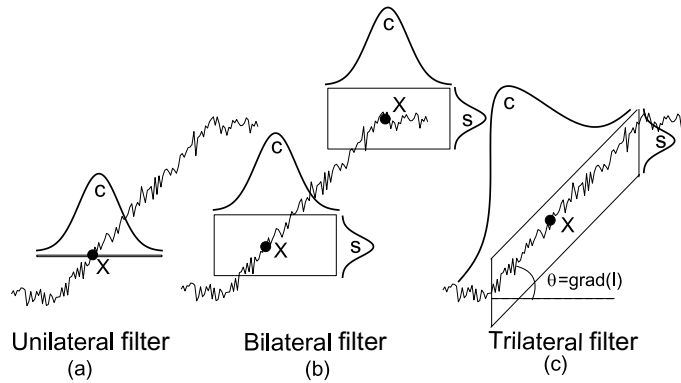 c
X
Unilateral filter
(a)
c
X
s
c
X
s
Bilateral filter
(b)
c
s
X
θ=grad(I)
Trilateral filter
(c)